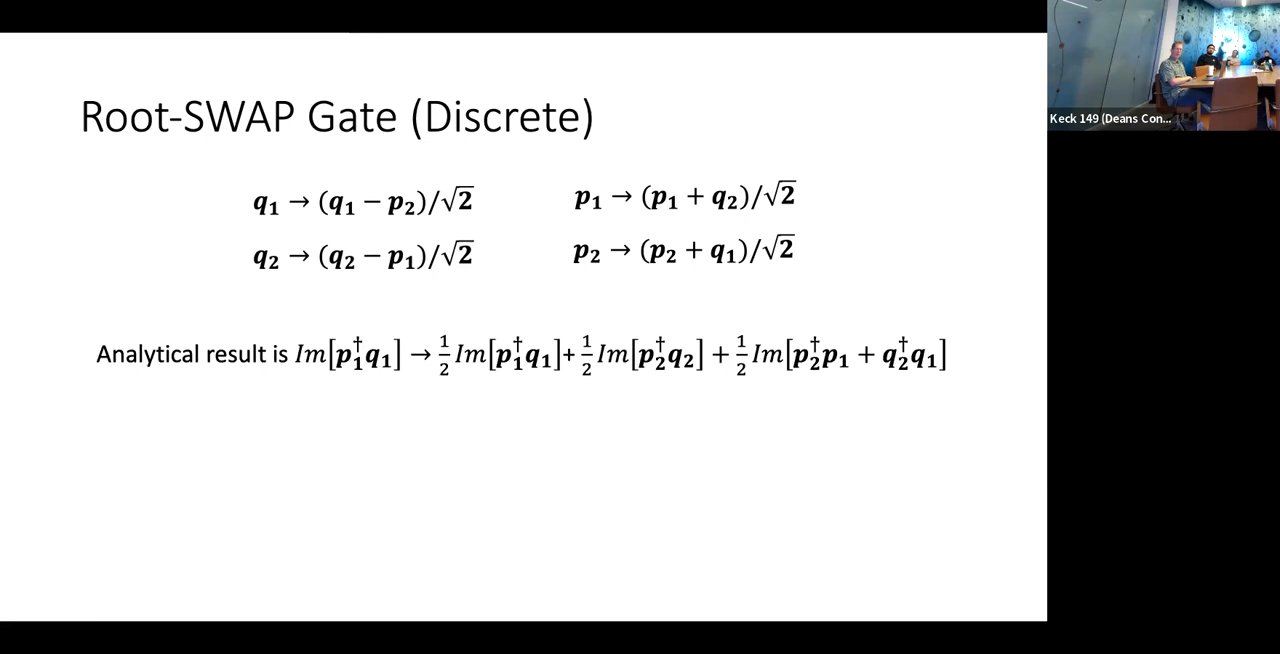 Root-SWAP Gate (Discrete)
q₁ → (q₁ − p₂)/√2
p₁ → (p₁ + q₂)/√2
q₂ → (q₂ − p₁)/√2
p₂ → (p₂ + q₁)/√2
Analytical result is Im[p₁†q₁] → ½Im[p₁†q₁]+½Im[p₂†q₂] + ½Im[p₂†p₁ + q₂†q₁]
Keck 149 (Deans Con...